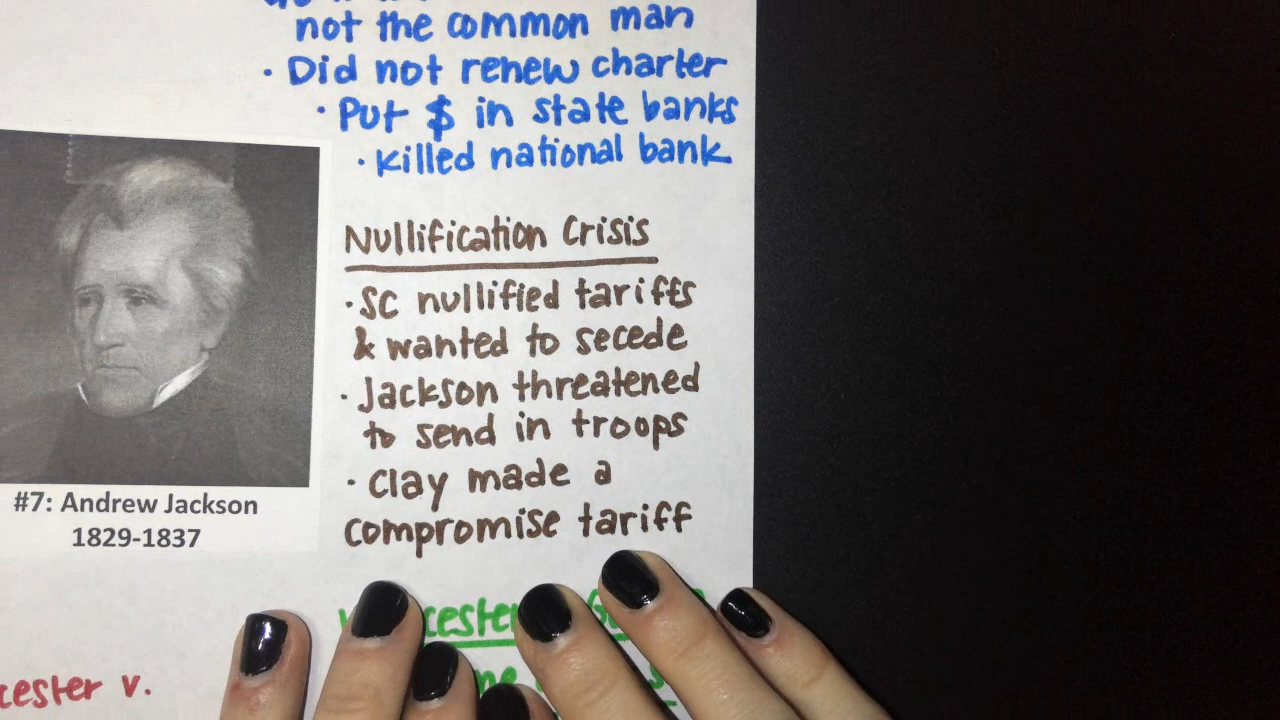 not the common man
· Did not renew charter
· Put $ in state banks
· killed national bank
Nullification Crisis
· SC nullified tariffs
& wanted to secede
· Jackson threatened
to send in troops
· Clay made a
compromise tariff
#7: Andrew Jackson
1829-1837
v.